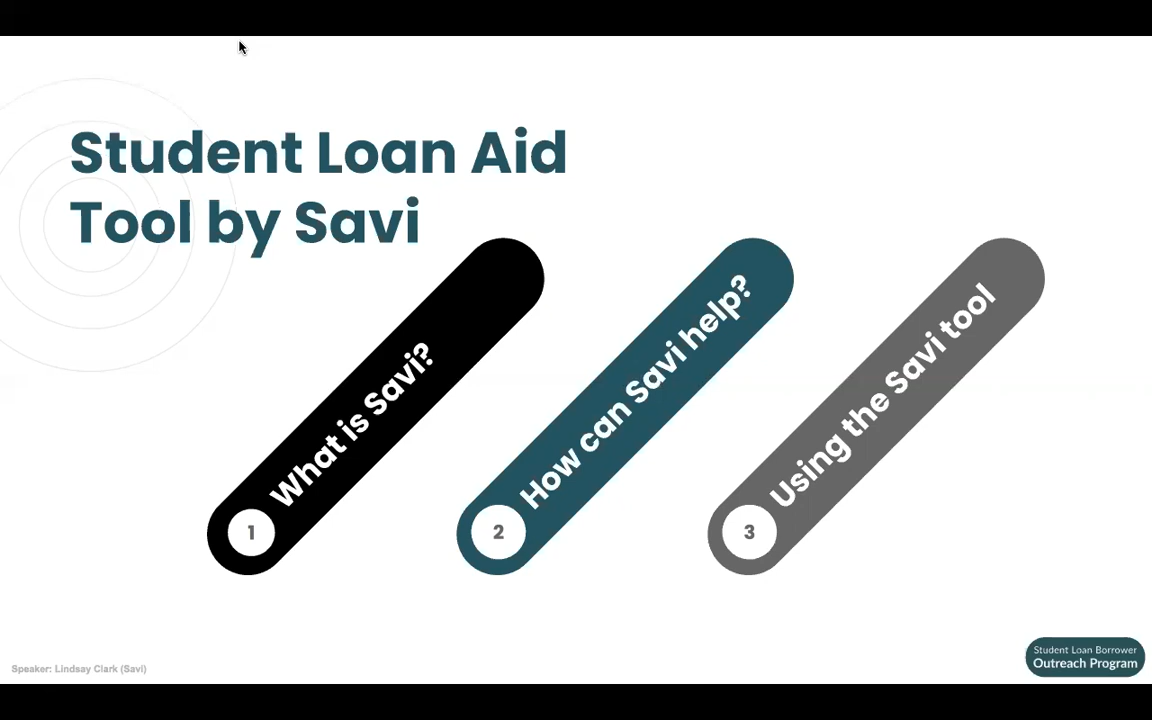 Student Loan Aid
Tool by Savi
What is Savi?
1
How can Savi help?
2
Using the Savi tool
3
Speaker: Lindsay Clark (Savi)
Student Loan Borrower
Outreach Program